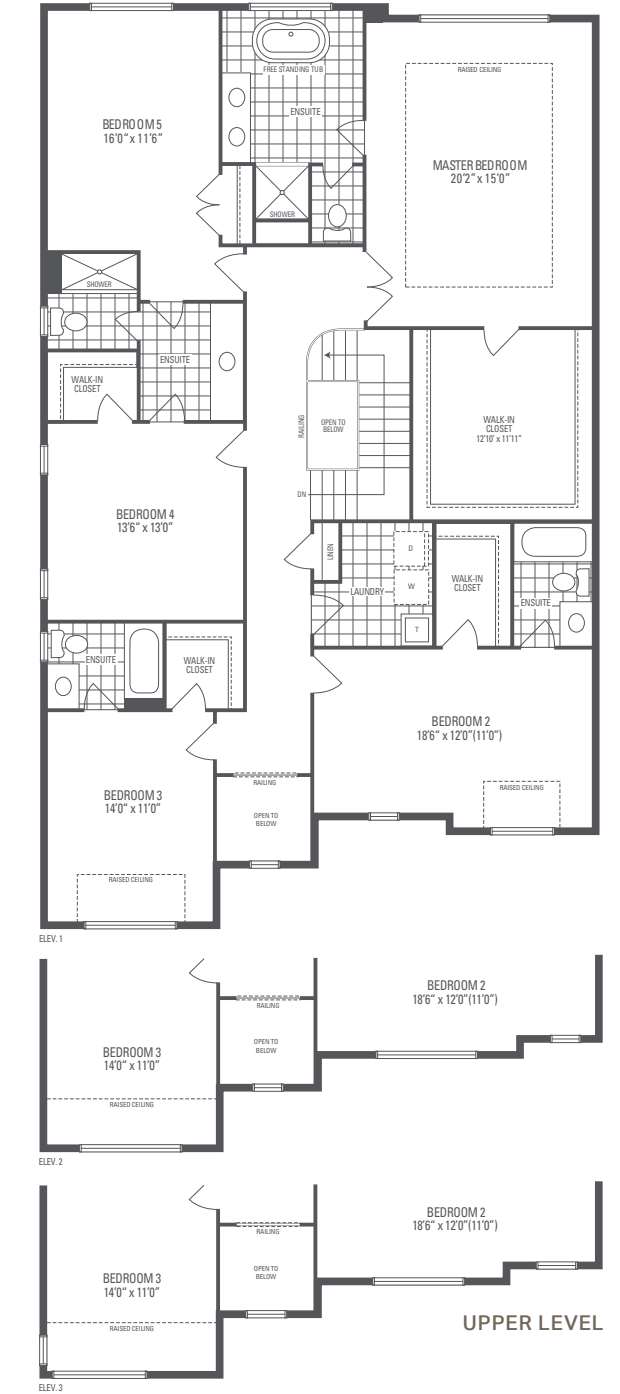 BEDROOM 5
16'0" x 11'6"
FREE STANDING TUB
ENSUITE
RAISED CEILING
MASTER BEDROOM
20'2" x 15'0"
SHOWER
SHOWER
ENSUITE
WALK-IN
CLOSET
RAILING
OPEN TO
BELOW
DN
WALK-IN
CLOSET
12'10' x 11'11"
BEDROOM 4
13'6" x 13'0"
LINEN
LAUNDRY
D
W
T
WALK-IN
CLOSET
ENSUITE
ENSUITE
WALK-IN
CLOSET
BEDROOM 2
18'6" x 12'0"(11'0")
RAISED CEILING
BEDROOM 3
14'0" x 11'0"
RAILING
OPEN TO
BELOW
RAISED CEILING
ELEV. 1
BEDROOM 2
18'6" x 12'0"(11'0")
RAILING
OPEN TO
BELOW
BEDROOM 3
14'0" x 11'0"
RAISED CEILING
ELEV. 2
BEDROOM 2
18'6" x 12'0"(11'0")
RAILING
OPEN TO
BELOW
BEDROOM 3
14'0" x 11'0"
RAISED CEILING
UPPER LEVEL
ELEV. 3